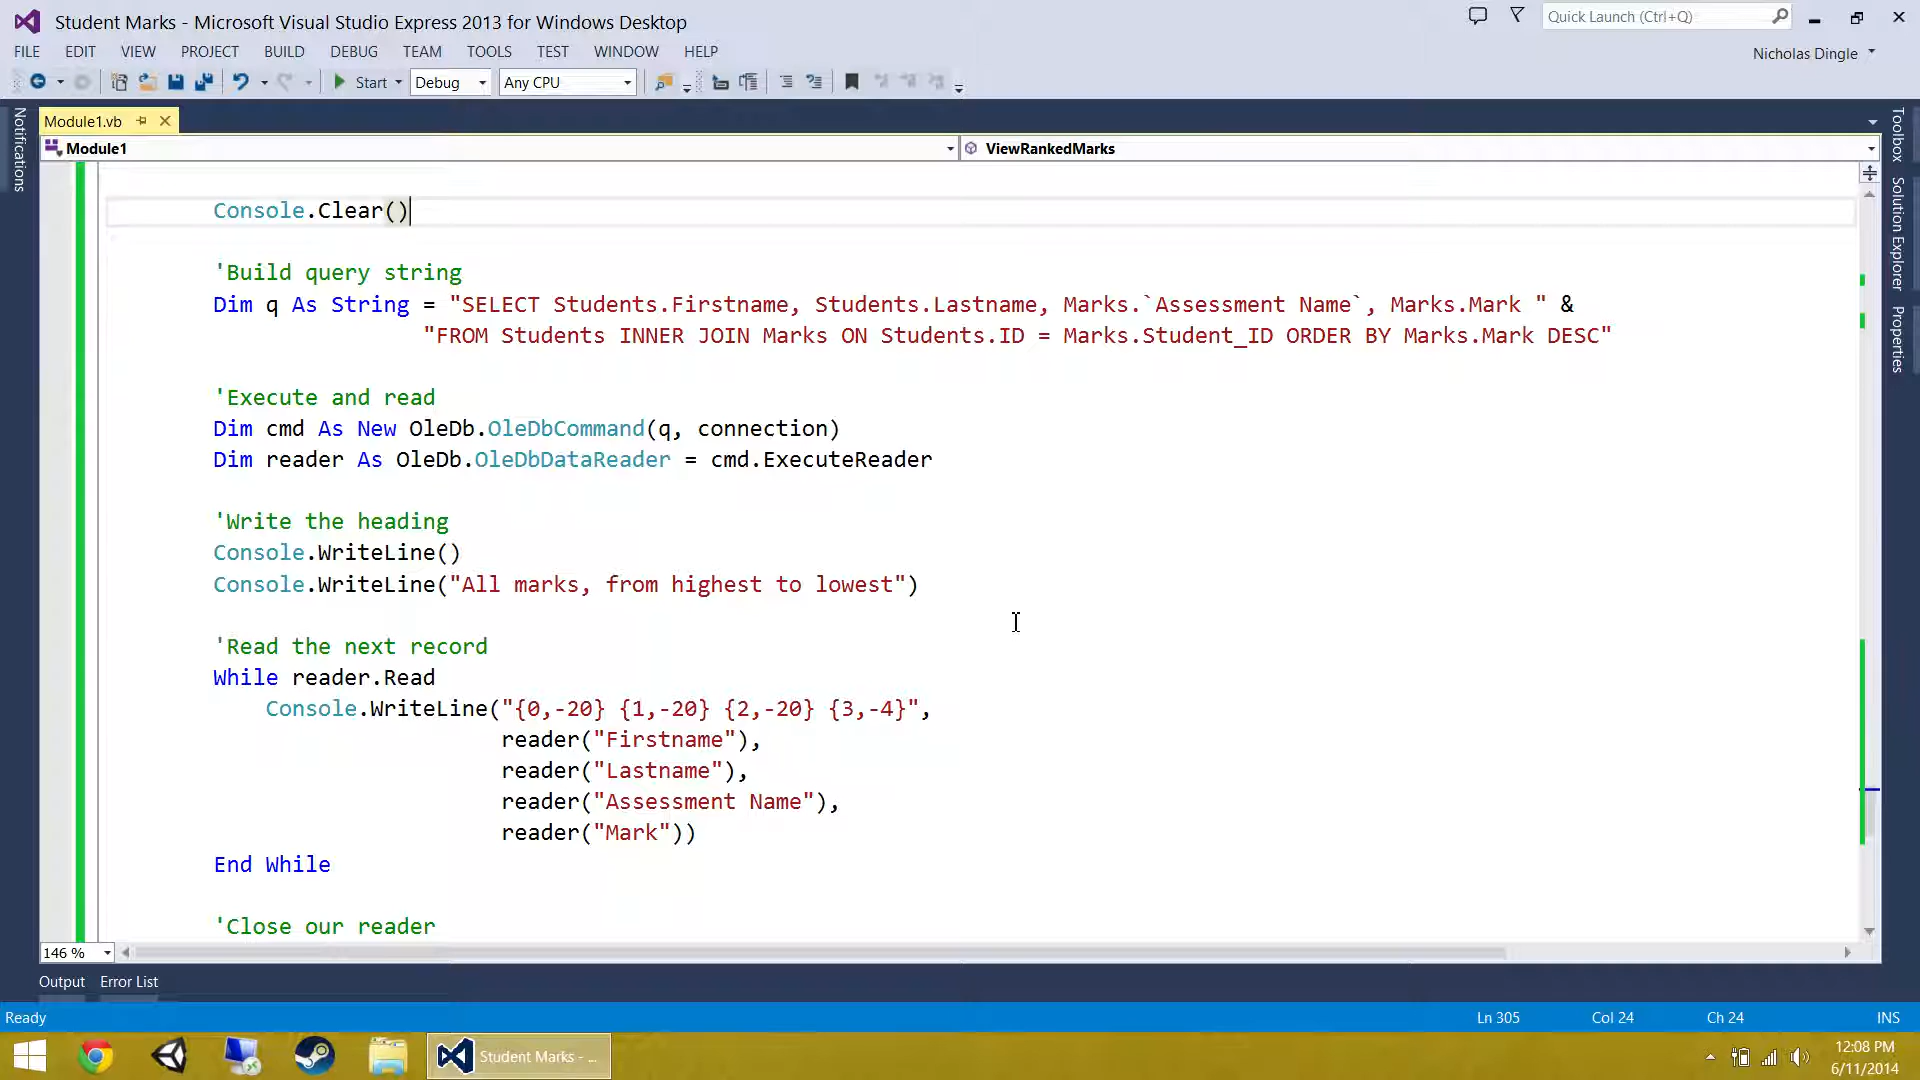 Student Marks - Microsoft Visual Studio Express 2013 for Windows Desktop
Quick Launch (Ctrl+Q)
FILE EDIT VIEW PROJECT BUILD DEBUG TEAM TOOLS TEST WINDOW HELP
Nicholas Dingle
Start Debug Any CPU
Notifications
Module1.vb
Module1 ViewRankedMarks
Toolbox
Solution Explorer
Properties
Console.Clear()
'Build query string
Dim q As String = "SELECT Students.Firstname, Students.Lastname, Marks.`Assessment Name`, Marks.Mark " &
"FROM Students INNER JOIN Marks ON Students.ID = Marks.Student_ID ORDER BY Marks.Mark DESC"
'Execute and read
Dim cmd As New OleDb.OleDbCommand(q, connection)
Dim reader As OleDb.OleDbDataReader = cmd.ExecuteReader
'Write the heading
Console.WriteLine()
Console.WriteLine("All marks, from highest to lowest")
'Read the next record
While reader.Read
Console.WriteLine("{0,-20} {1,-20} {2,-20} {3,-4}",
reader("Firstname"),
reader("Lastname"),
reader("Assessment Name"),
reader("Mark"))
End While
'Close our reader
146 %
Output Error List
Ready Ln 305 Col 24 Ch 24 INS
Student Marks - ...
12:08 PM
6/11/2014